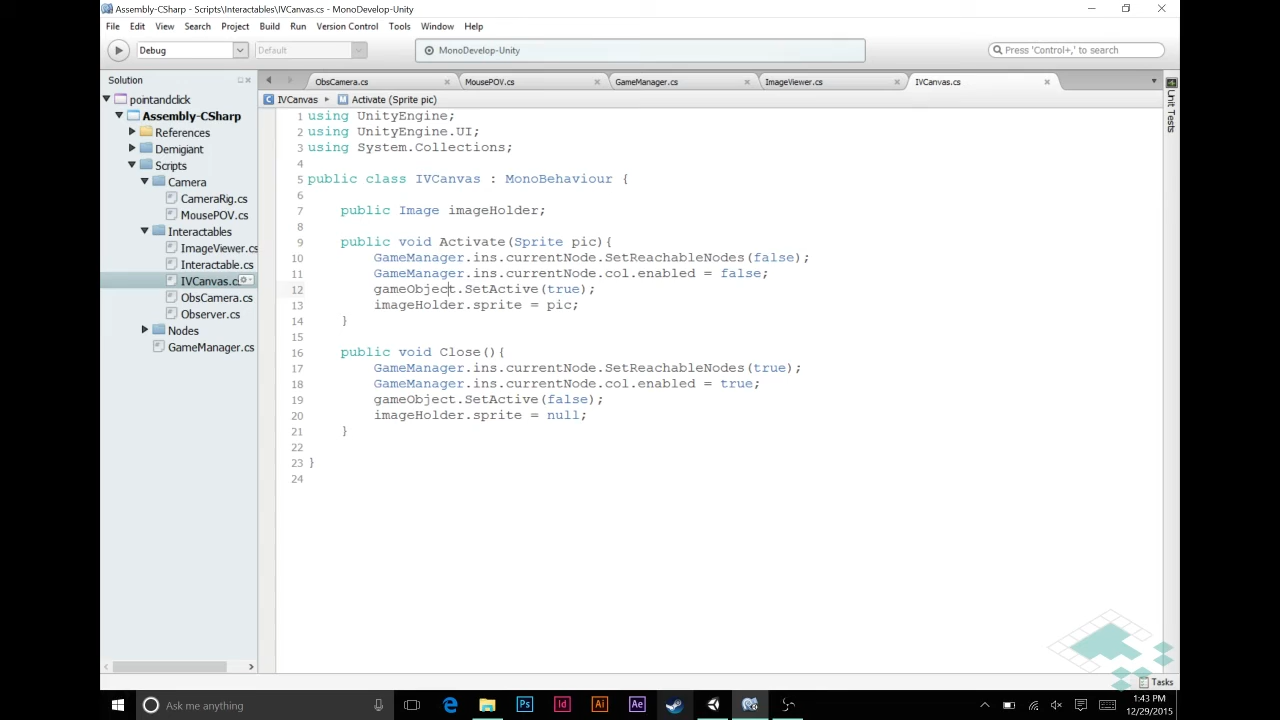 Assembly-CSharp - Scripts\Interactables\IVCanvas.cs - MonoDevelop-Unity
File Edit View Search Project Build Run Version Control Tools Window Help
Debug
Default
MonoDevelop-Unity
Press 'Control+,' to search
Solution
ObsCamera.cs
MousePOV.cs
GameManager.cs
ImageViewer.cs
IVCanvas.cs
pointandclick
Assembly-CSharp
References
Demigiant
Scripts
Camera
CameraRig.cs
MousePOV.cs
Interactables
ImageViewer.cs
Interactable.cs
IVCanvas.cs
ObsCamera.cs
Observer.cs
Nodes
GameManager.cs
IVCanvas
Activate (Sprite pic)
1 using UnityEngine;
2 using UnityEngine.UI;
3 using System.Collections;
4
5 public class IVCanvas : MonoBehaviour {
6
7 public Image imageHolder;
8
9 public void Activate(Sprite pic){
10 GameManager.ins.currentNode.SetReachableNodes(false);
11 GameManager.ins.currentNode.col.enabled = false;
12 gameObject.SetActive(true);
13 imageHolder.sprite = pic;
14 }
15
16 public void Close(){
17 GameManager.ins.currentNode.SetReachableNodes(true);
18 GameManager.ins.currentNode.col.enabled = true;
19 gameObject.SetActive(false);
20 imageHolder.sprite = null;
21 }
22
23 }
24
Unit Tests
Tasks
Ask me anything
Ps
Id
Ai
Ae
1:43 PM
12/29/2015